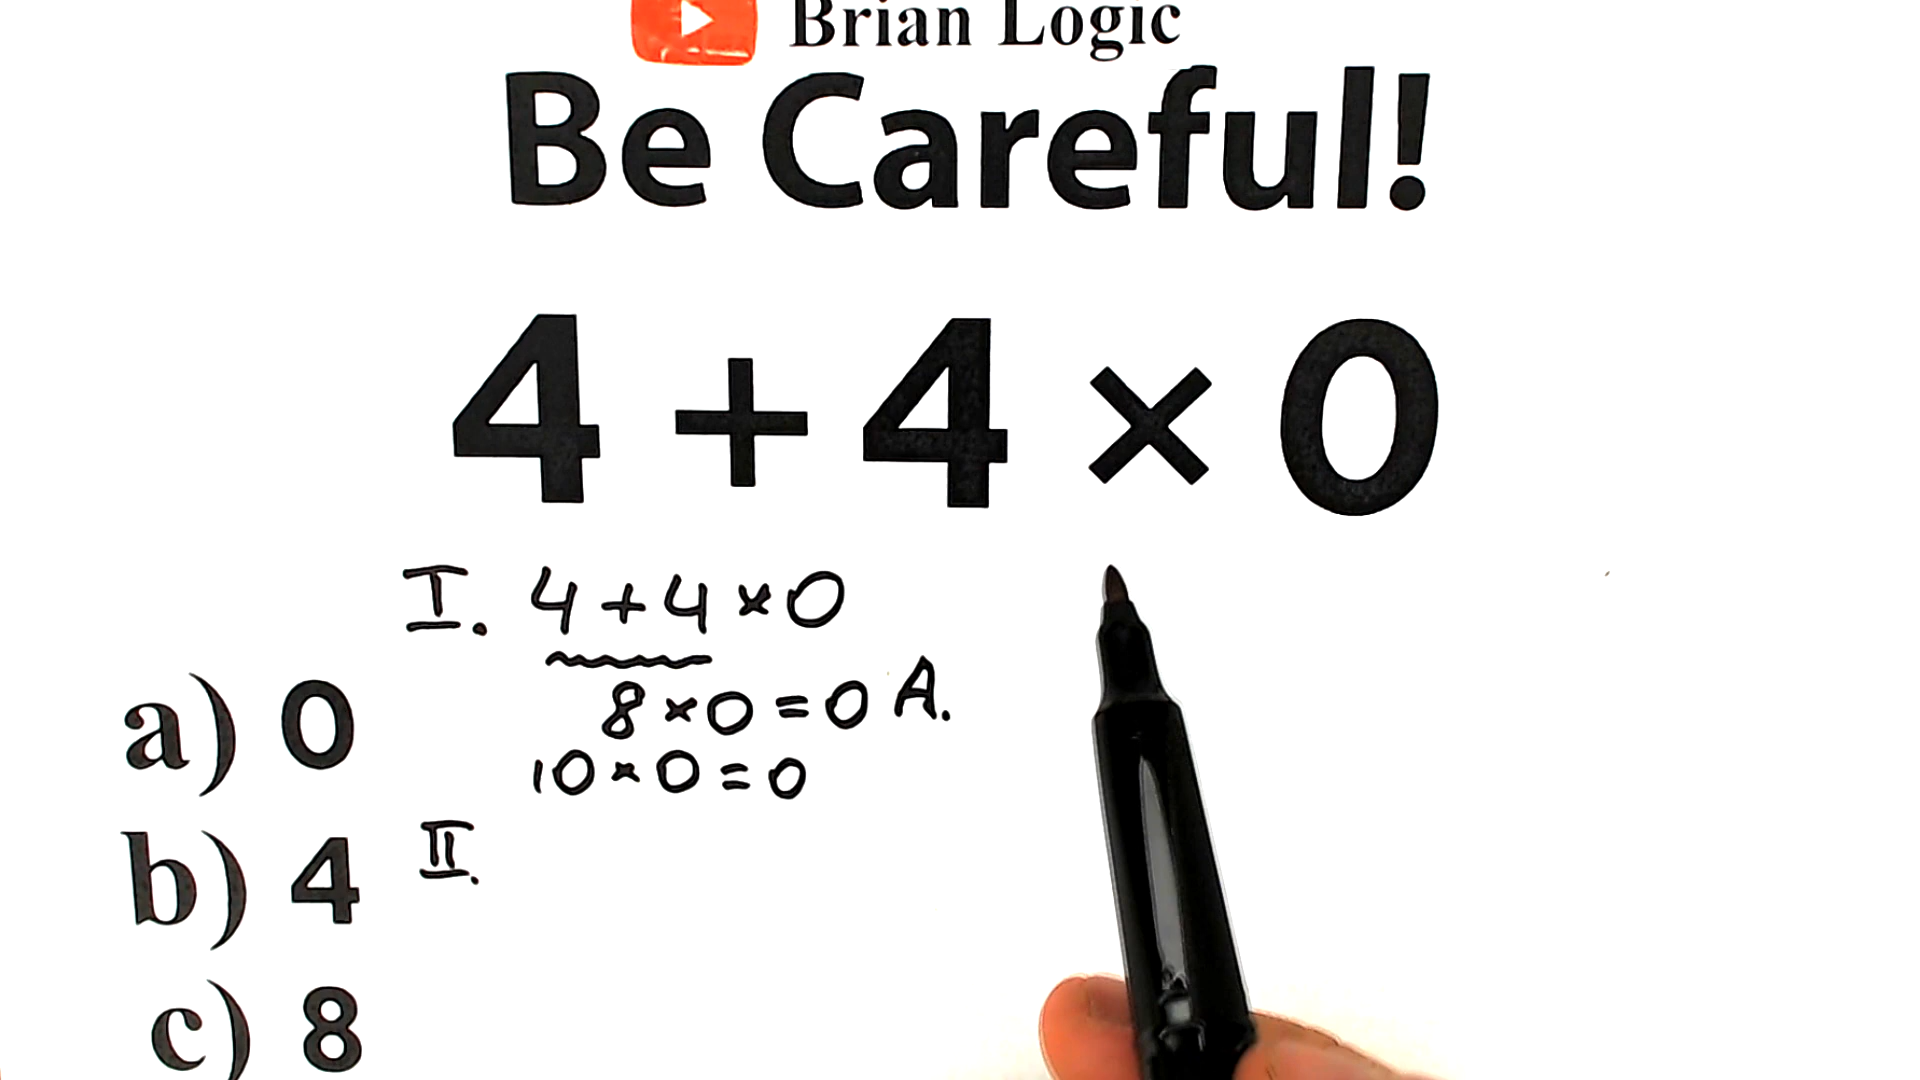 Brian Logic
Be Careful!
4 + 4 × 0
I. 4 + 4 × 0
8 × 0 = 0 A.
a) 0
10 × 0 = 0
b) 4 II.
c) 8